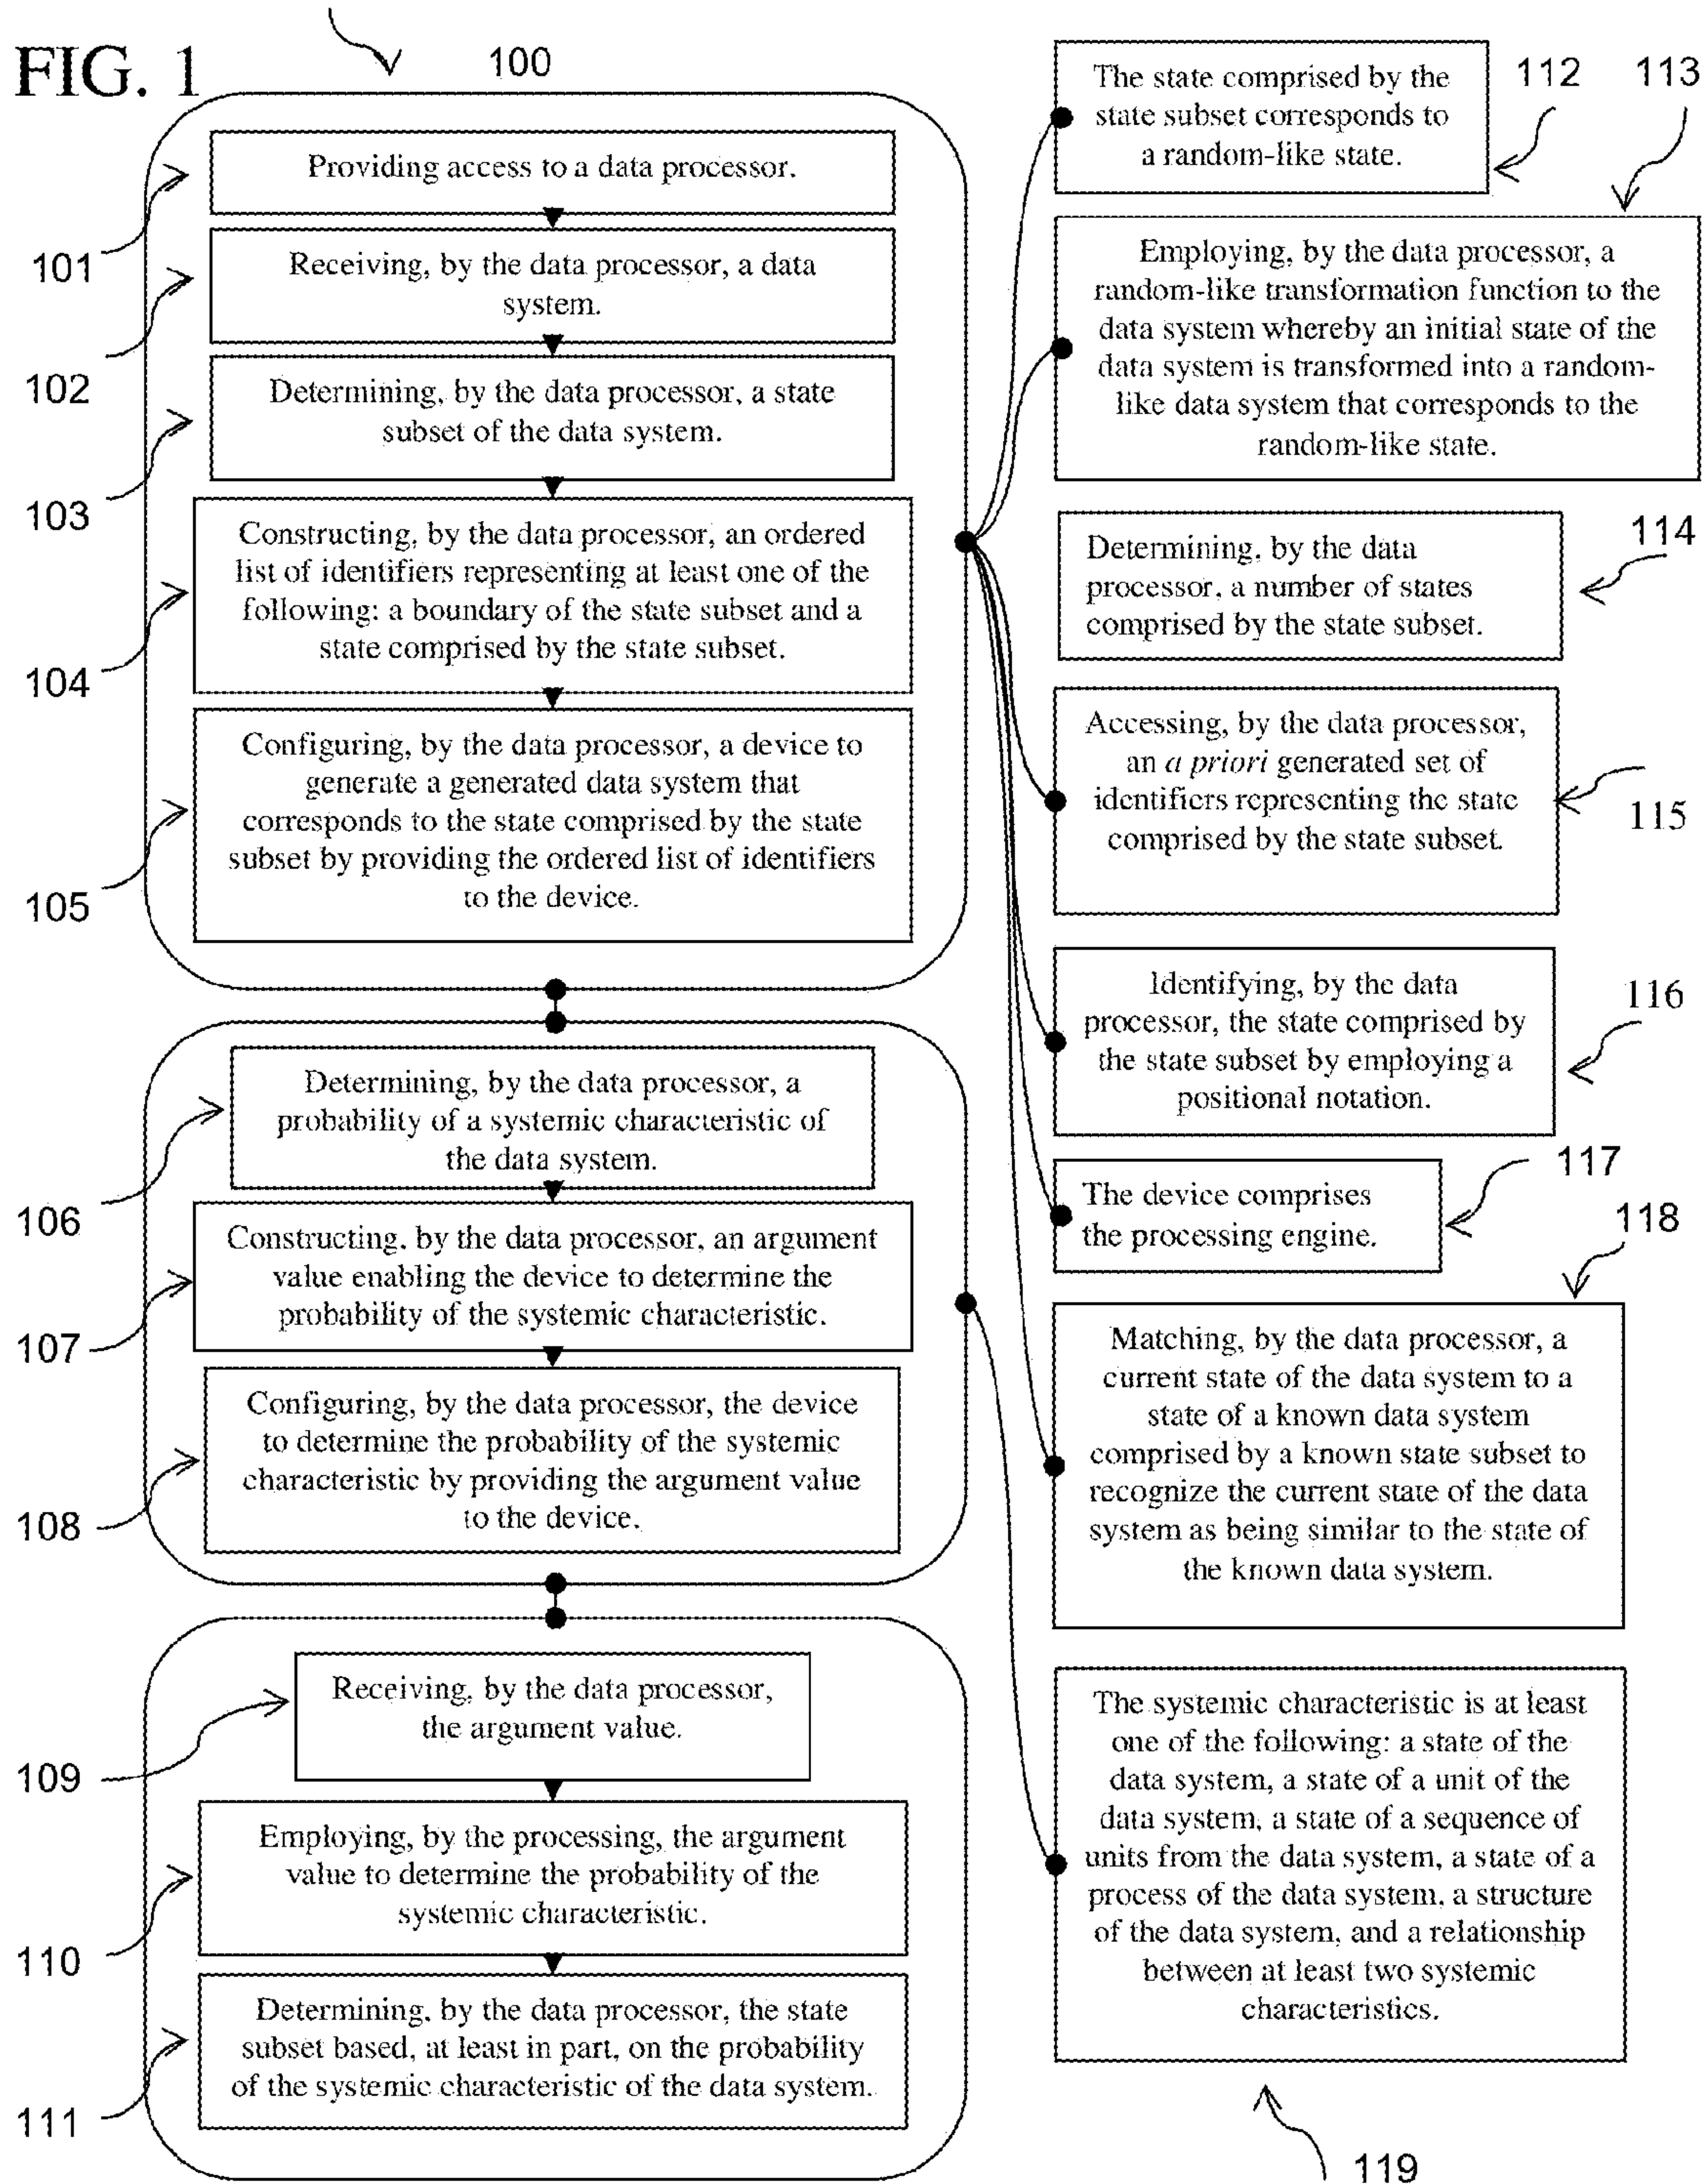 FIG. 1
100
Providing access to a data processor.
101
Receiving, by the data processor, a data
system.
102
Determining, by the data processor, a state
subset of the data system.
103
Constructing, by the data processor, an ordered
list of identifiers representing at least one of the
following: a boundary of the state subset and a
state comprised by the state subset.
104
Configuring, by the data processor, a device to
generate a generated data system that
corresponds to the state comprised by the state
subset by providing the ordered list of identifiers
to the device.
105
Determining, by the data processor, a
probability of a systemic characteristic of
the data system.
106
Constructing, by the data processor, an argument
value enabling the device to determine the
probability of the systemic characteristic.
107
Configuring, by the data processor, the device
to determine the probability of the systemic
characteristic by providing the argument value
to the device.
108
Receiving, by the data processor,
the argument value.
109
Employing, by the processing, the argument
value to determine the probability of the
systemic characteristic.
110
Determining, by the data processor, the state
subset based, at least in part, on the probability
of the systemic characteristic of the data system.
111
The state comprised by the
state subset corresponds to
a random-like state.
112
113
Employing, by the data processor, a
random-like transformation function to the
data system whereby an initial state of the
data system is transformed into a random-
like data system that corresponds to the
random-like state.
Determining, by the data
processor, a number of states
comprised by the state subset.
114
Accessing, by the data processor,
an a priori generated set of
identifiers representing the state
comprised by the state subset.
115
Identifying, by the data
processor, the state comprised by
the state subset by employing a
positional notation.
116
The device comprises
the processing engine.
117
118
Matching, by the data processor, a
current state of the data system to a
state of a known data system
comprised by a known state subset to
recognize the current state of the data
system as being similar to the state of
the known data system.
The systemic characteristic is at least
one of the following: a state of the
data system, a state of a unit of the
data system, a state of a sequence of
units from the data system, a state of a
process of the data system, a structure
of the data system, and a relationship
between at least two systemic
characteristics.
119